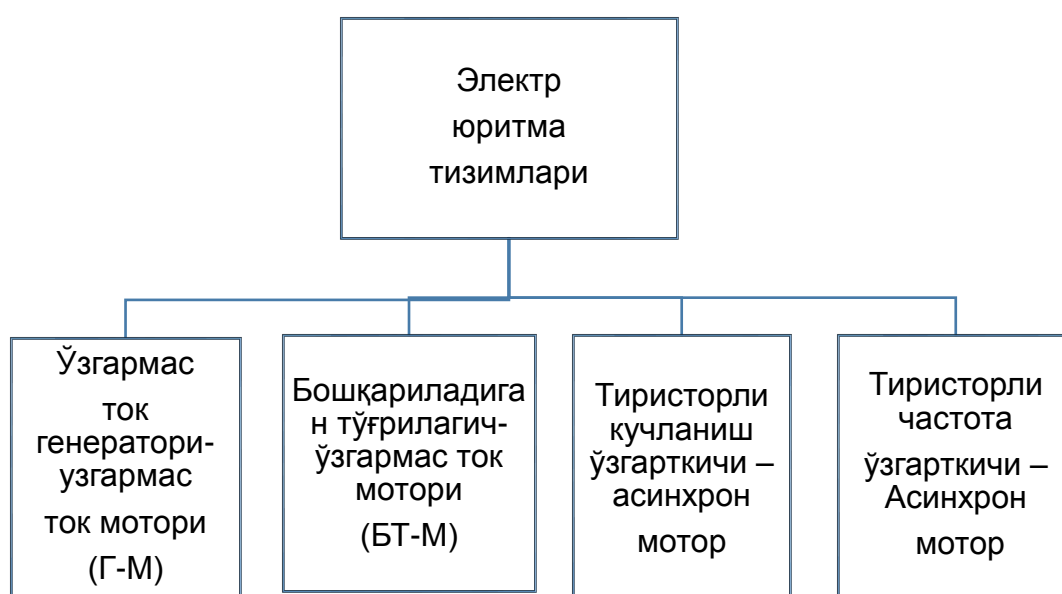 Электр
юритма
тизимлари
Ўзгармас
ток
генератори-
узгармас
ток мотори
(Г-М)
Бошқариладига
н тўғрилагич-
ўзгармас ток
мотори
(БТ-М)
Тиристорли
кучланиш
ўзгарткичи –
асинхрон
мотор
Тиристорли
частота
ўзгарткичи –
Асинхрон
мотор